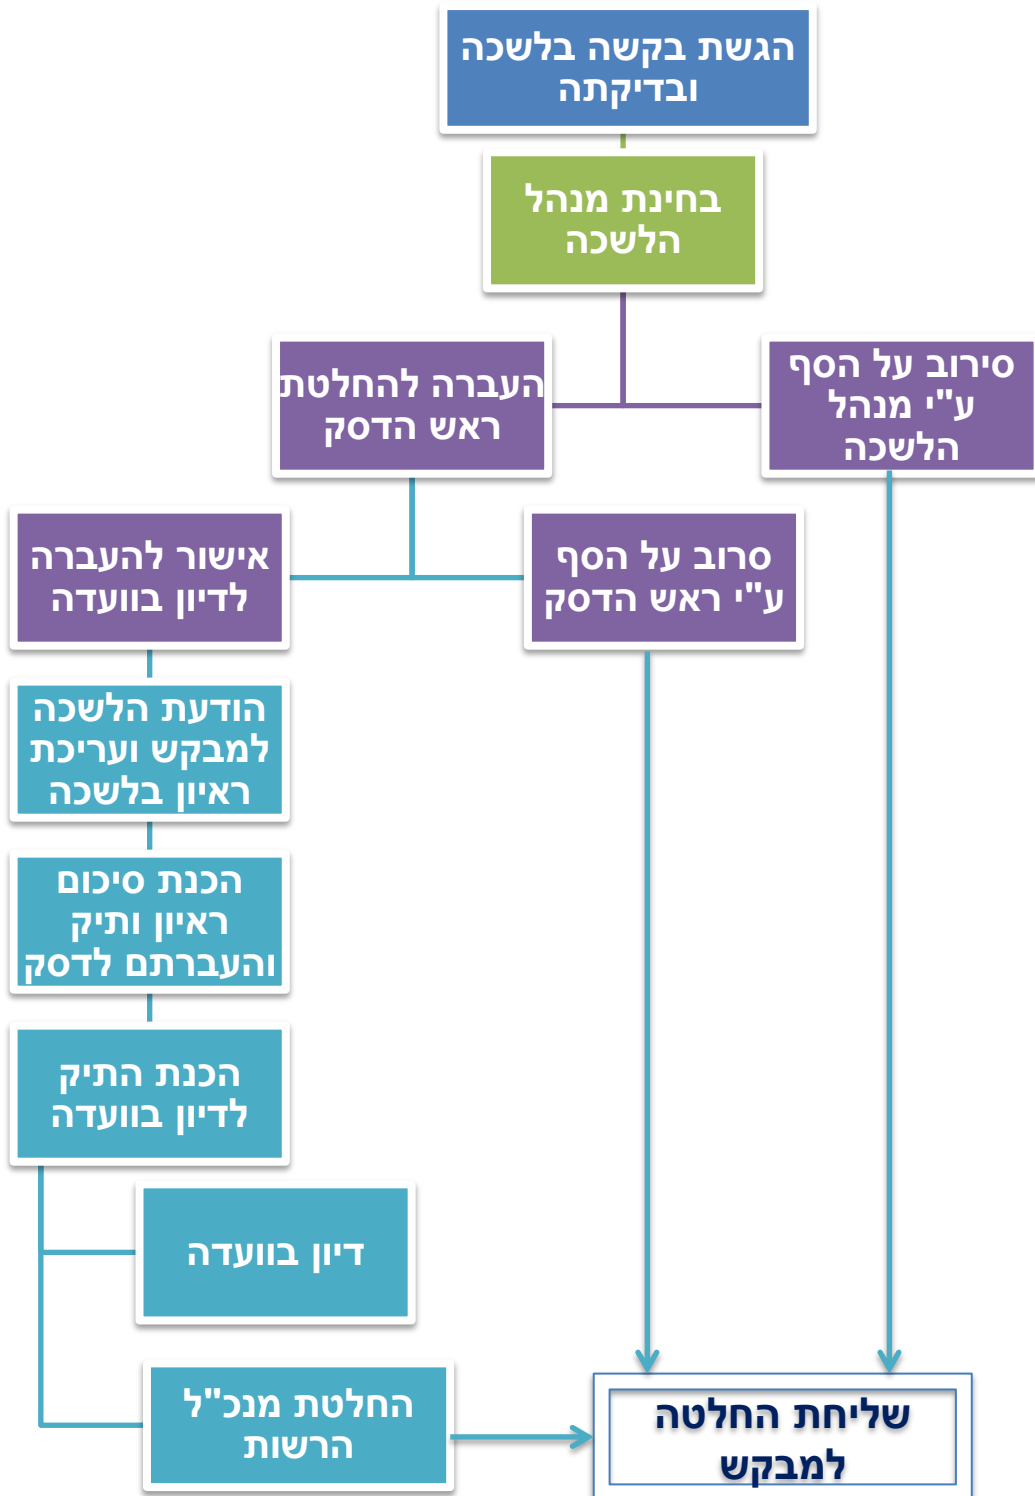 הגשת בקשה בלשכה
ובדיקתה
בחינת מנהל
הלשכה
סירוב על הסף
ע"י מנהל
הלשכה
העברה להחלטת
ראש הדסק
סרוב על הסף
ע"י ראש הדסק
אישור להעברה
לדיון בוועדה
הודעת הלשכה
למבקש ועריכת
ראיון בלשכה
הכנת סיכום
ראיון ותיק
והעברתם לדסק
הכנת התיק
לדיון בוועדה
דיון בוועדה
החלטת מנכ"ל
הרשות
שליחת החלטה
למבקש